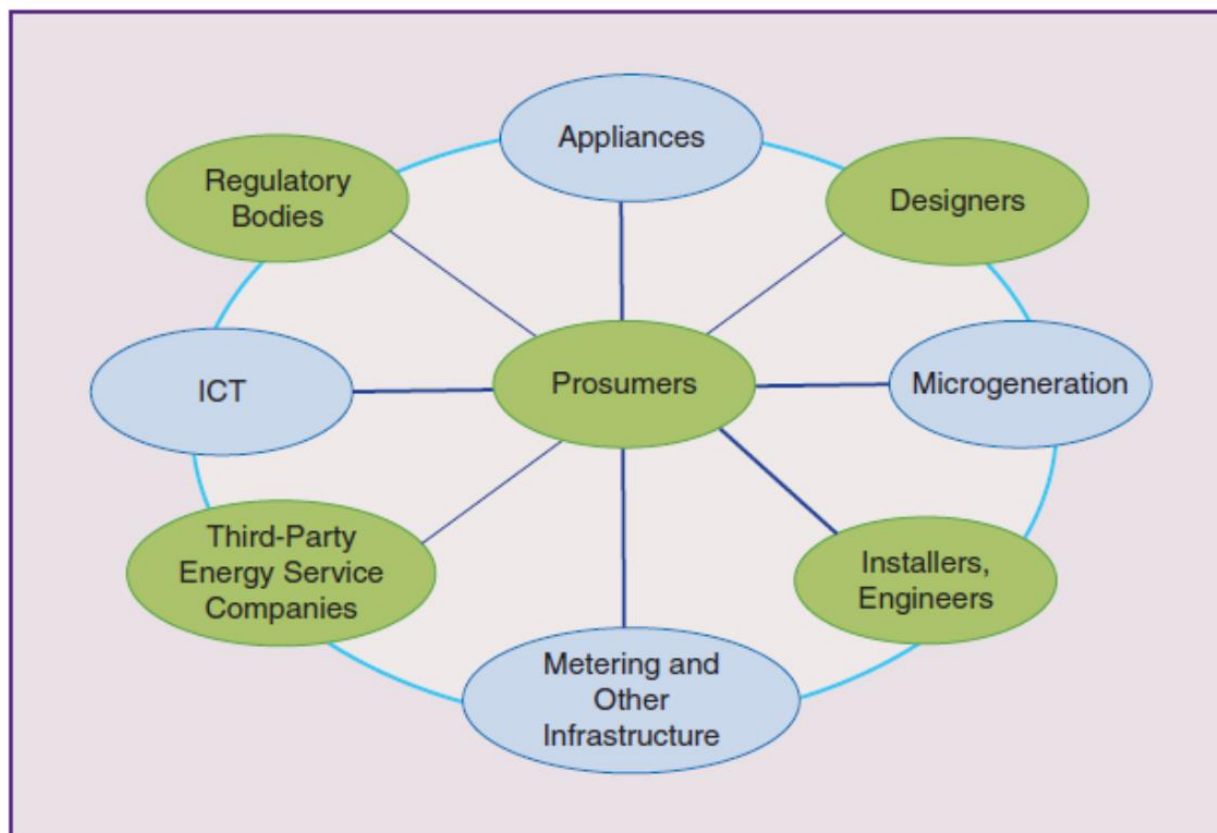 Appliances
Regulatory
Bodies
Designers
ICT
Prosumers
Microgeneration
Third-Party
Energy Service
Companies
Installers,
Engineers
Metering and
Other
Infrastructure